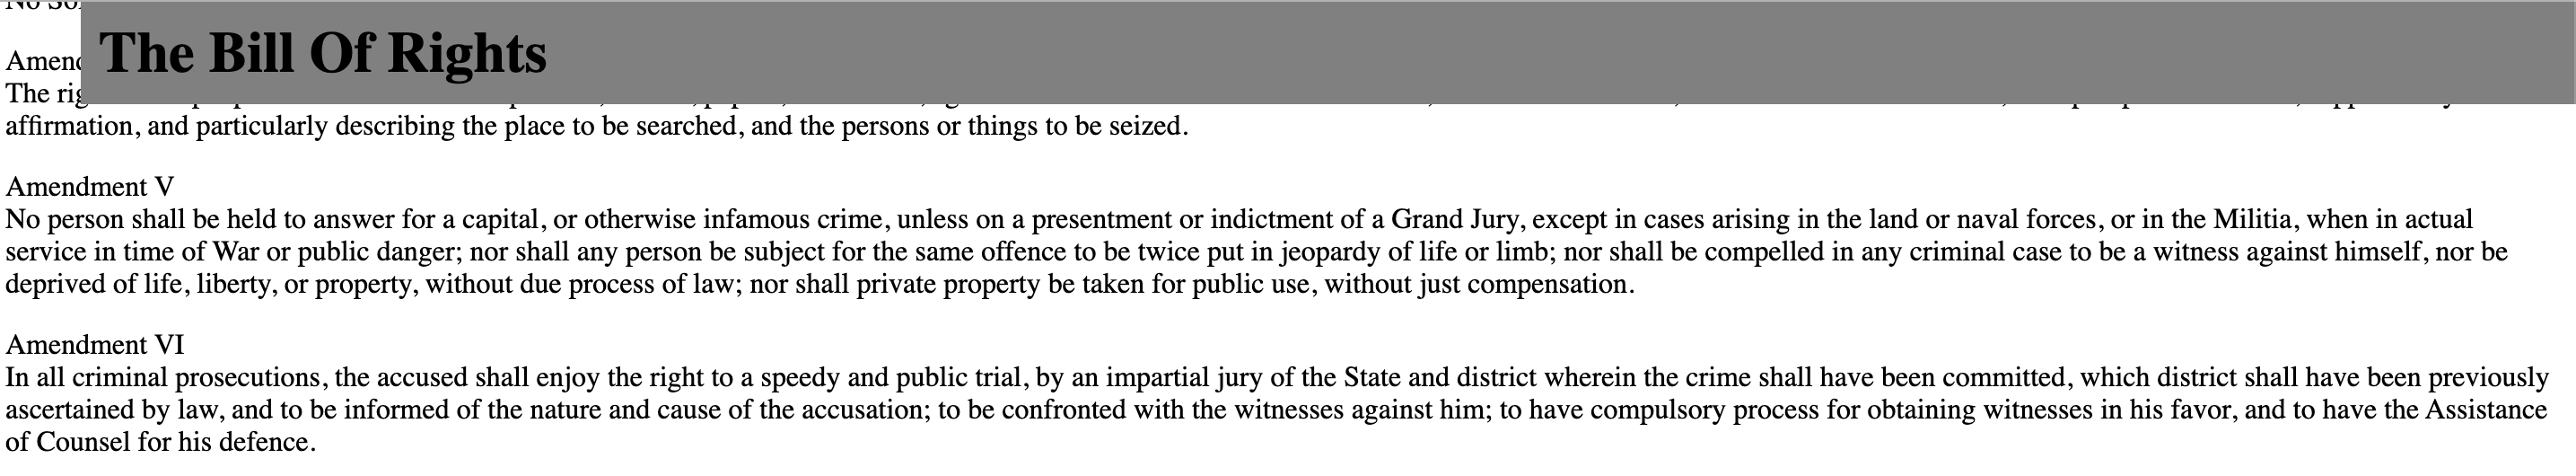 The Bill Of Rights
affirmation, and particularly describing the place to be searched, and the persons or things to be seized.
Amendment V
No person shall be held to answer for a capital, or otherwise infamous crime, unless on a presentment or indictment of a Grand Jury, except in cases arising in the land or naval forces, or in the Militia, when in actual
service in time of War or public danger; nor shall any person be subject for the same offence to be twice put in jeopardy of life or limb; nor shall be compelled in any criminal case to be a witness against himself, nor be
deprived of life, liberty, or property, without due process of law; nor shall private property be taken for public use, without just compensation.
Amendment VI
In all criminal prosecutions, the accused shall enjoy the right to a speedy and public trial, by an impartial jury of the State and district wherein the crime shall have been committed, which district shall have been previously
ascertained by law, and to be informed of the nature and cause of the accusation; to be confronted with the witnesses against him; to have compulsory process for obtaining witnesses in his favor, and to have the Assistance
of Counsel for his defence.